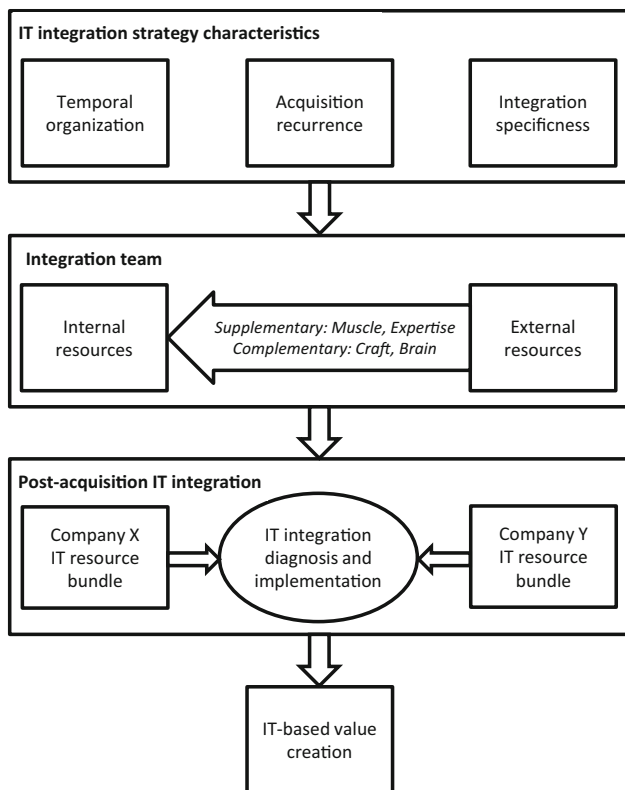 IT integration strategy characteristics
Temporal
organization
Acquisition
recurrence
Integration
specificness
Integration team
Internal
resources
Supplementary: Muscle, Expertise
Complementary: Craft, Brain
External
resources
Post-acquisition IT integration
Company X
IT resource
bundle
IT integration
diagnosis and
implementation
Company Y
IT resource
bundle
IT-based value
creation